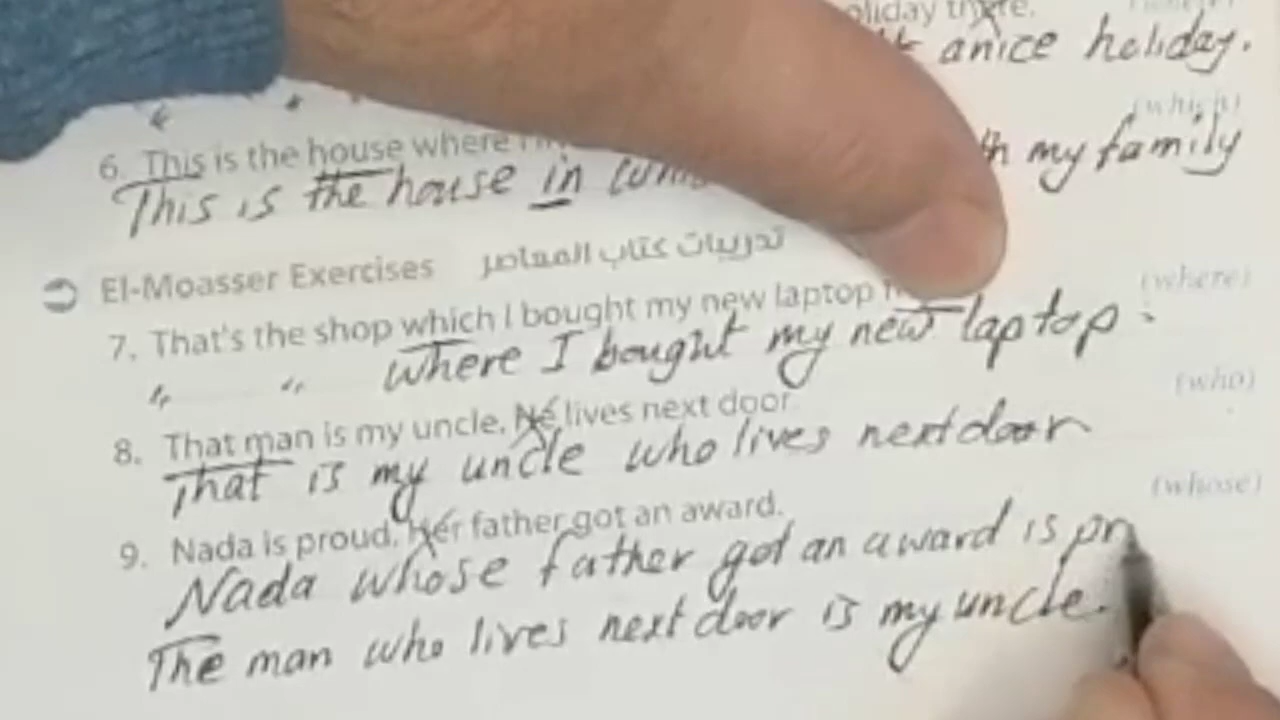 oliday there.
a nice holiday.
(which)
6. This is the house where
This is the house in my family
El-Moasser Exercises تدريبات كتاب المعاصر
7. That's the shop which I bought my new laptop (where)
" " where I bought my new laptop.
8. That man is my uncle. He lives next door. (who)
That is my uncle who lives next door
9. Nada is proud. Her father got an award. (whose)
Nada whose father got an award is pr
The man who lives next door is my uncle.